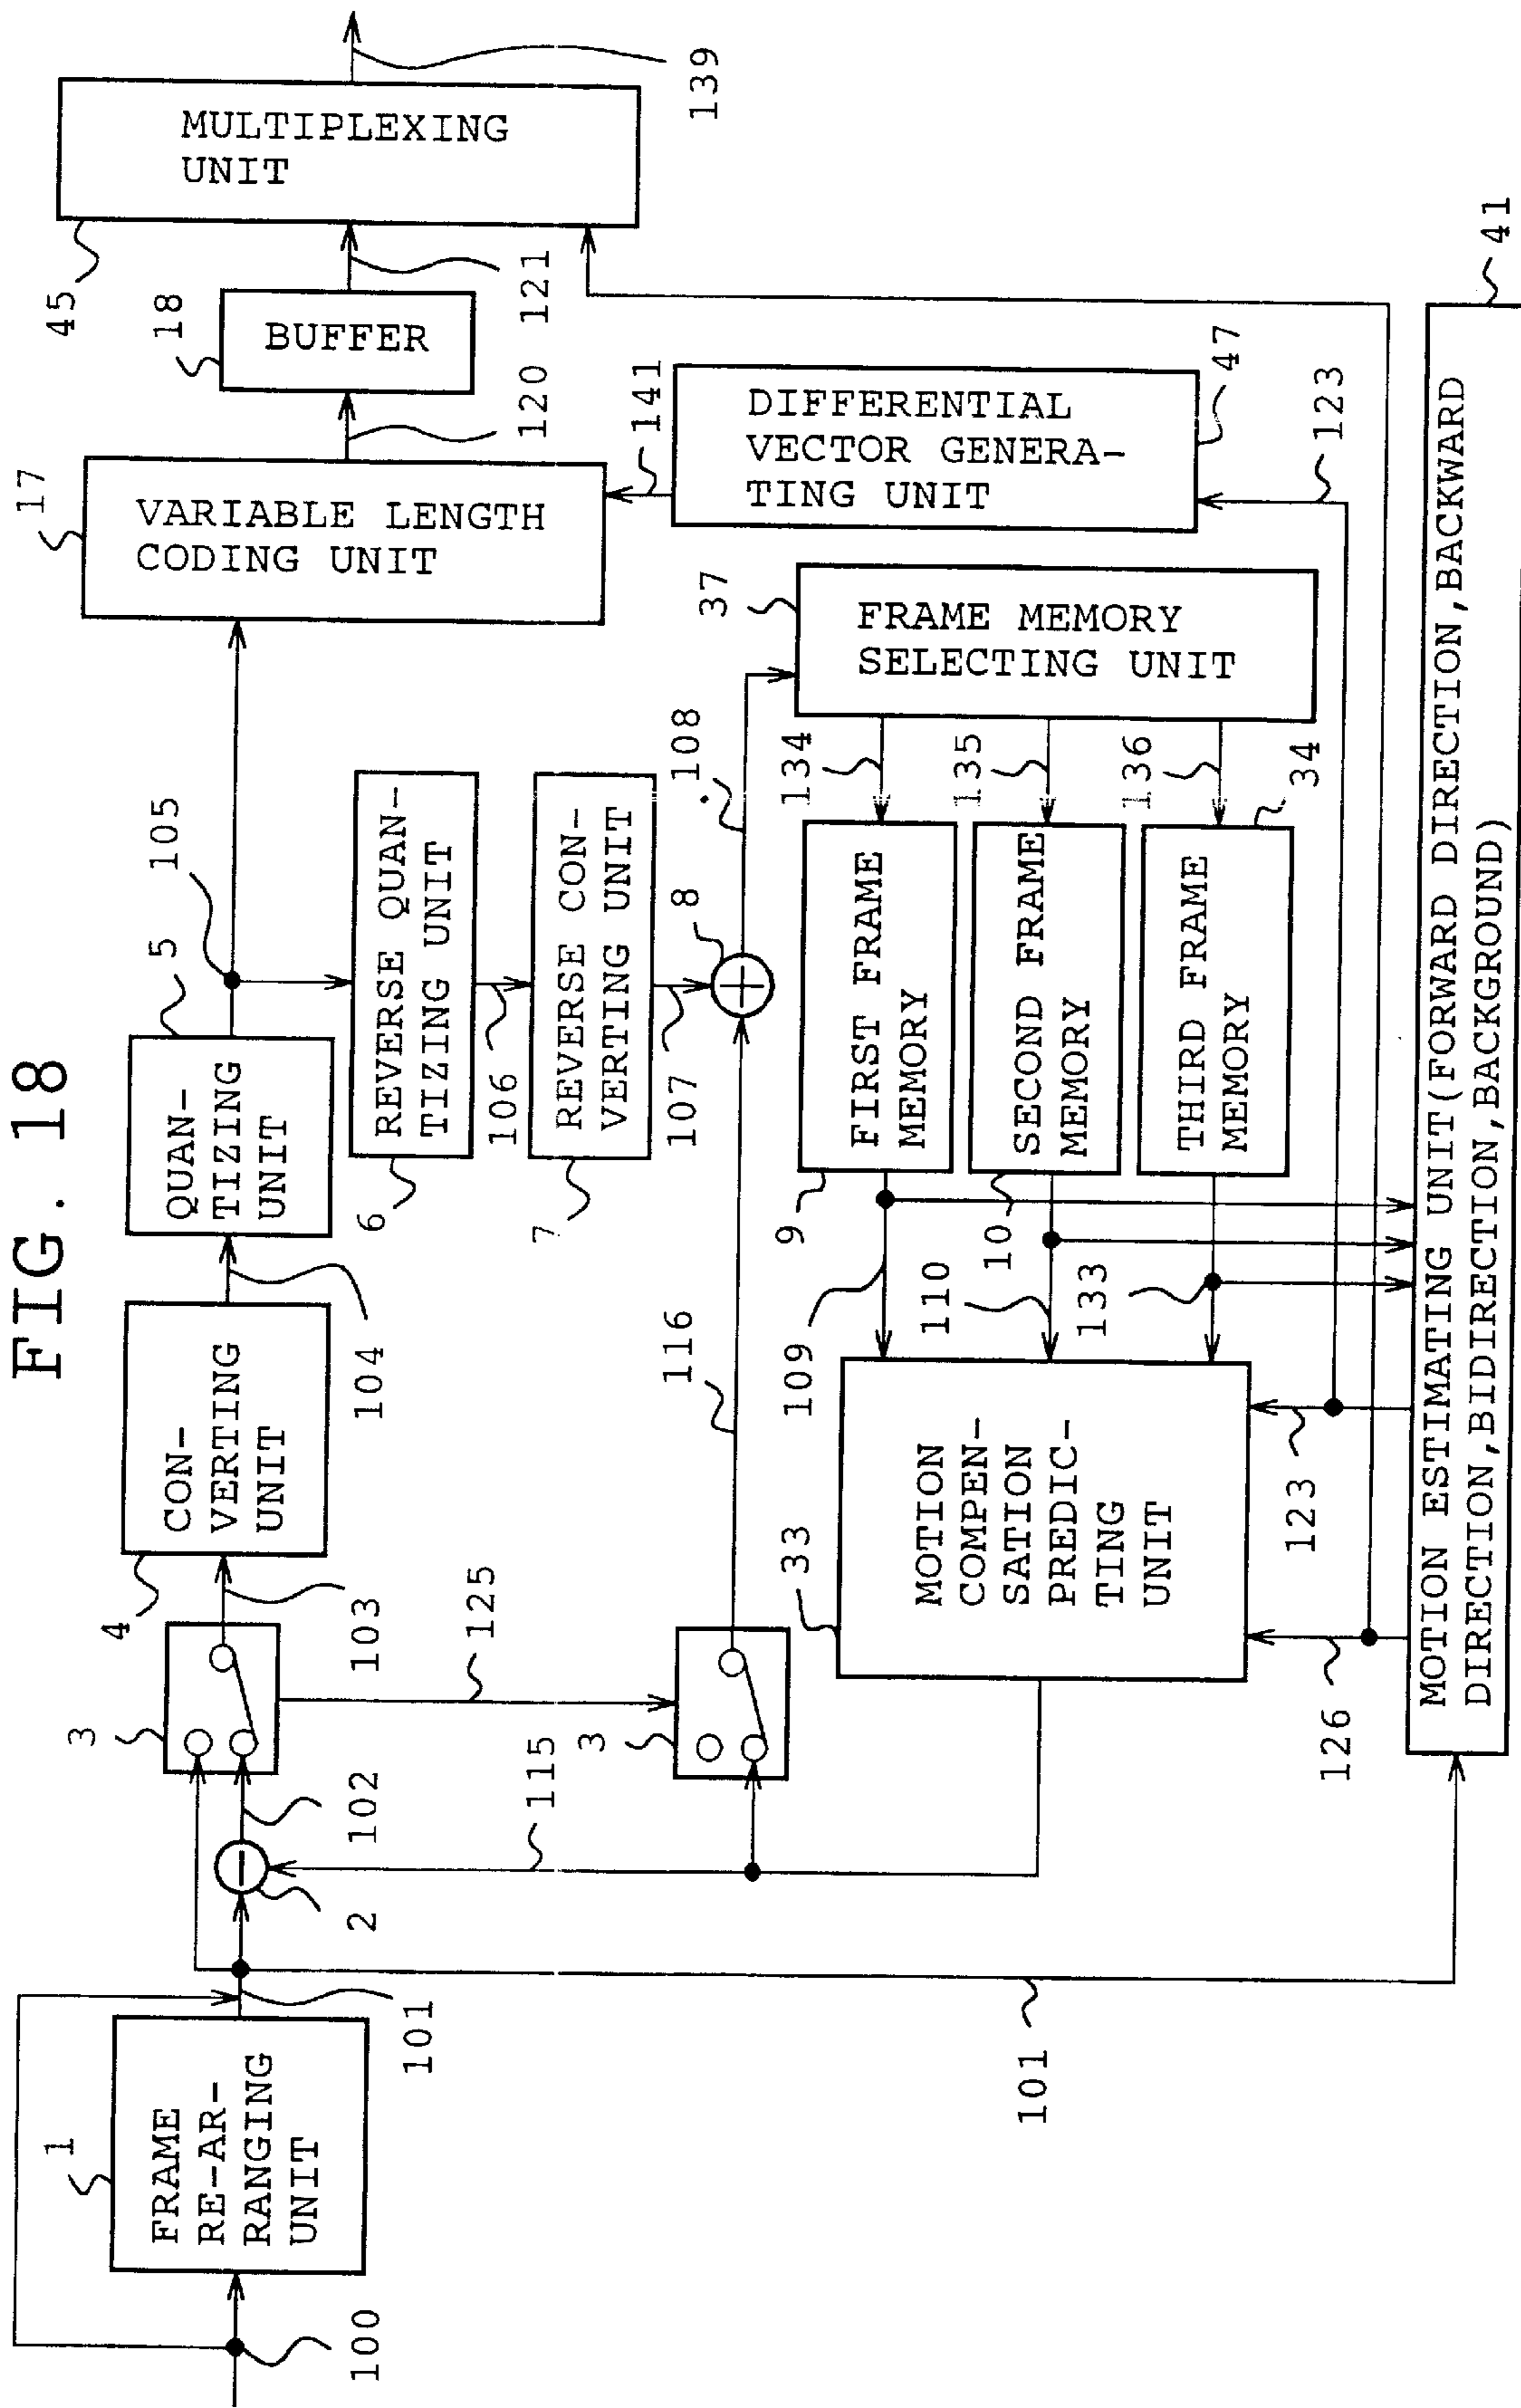 FIG. 18
1
FRAME
RE-AR-
RANGING
UNIT
100
101
2
102
3
103
4
CON-
VERTING
UNIT
104
5
QUAN-
TIZING
UNIT
105
17
VARIABLE LENGTH
CODING UNIT
120
18
BUFFER
121
45
MULTIPLEXING
UNIT
139
125
115
3
116
6
REVERSE QUAN-
TIZING UNIT
106
7
REVERSE CON-
VERTING UNIT
107
8
108
141
DIFFERENTIAL
VECTOR GENERA-
TING UNIT
47
123
37
FRAME MEMORY
SELECTING UNIT
134
135
136
34
FIRST FRAME
MEMORY
9
SECOND FRAME
MEMORY
10
THIRD FRAME
MEMORY
109
110
133
33
MOTION
COMPEN-
SATION
PREDIC-
TING
UNIT
123
126
101
MOTION ESTIMATING UNIT(FORWARD DIRECTION,BACKWARD
DIRECTION,BIDIRECTION,BACKGROUND)
41